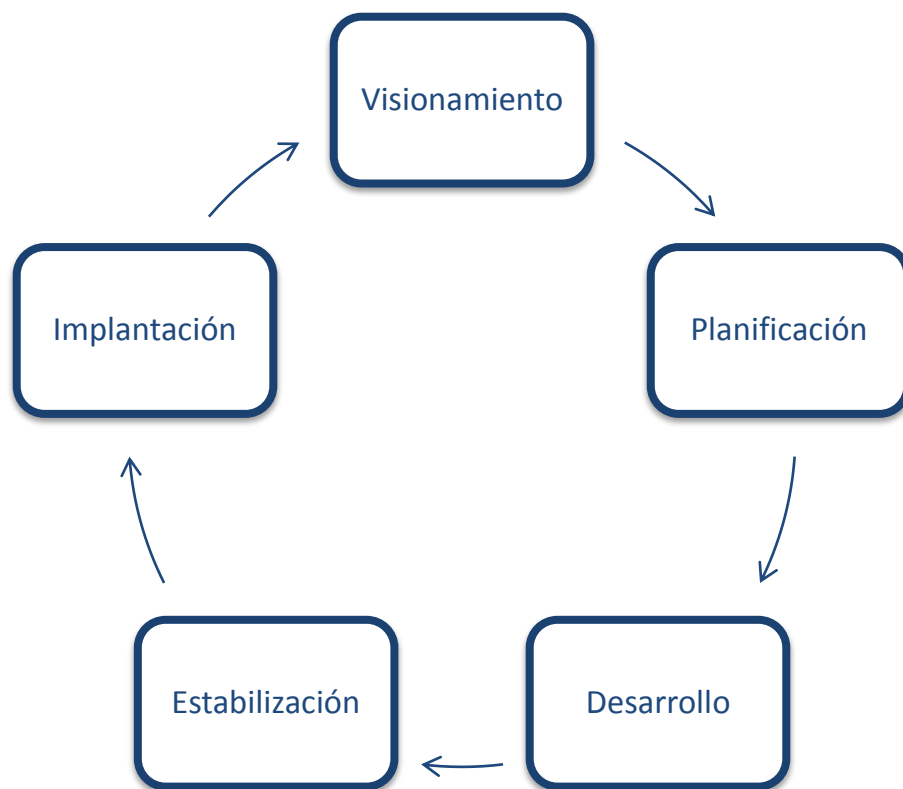 Visionamiento
Planificación
Desarrollo
Estabilización
Implantación